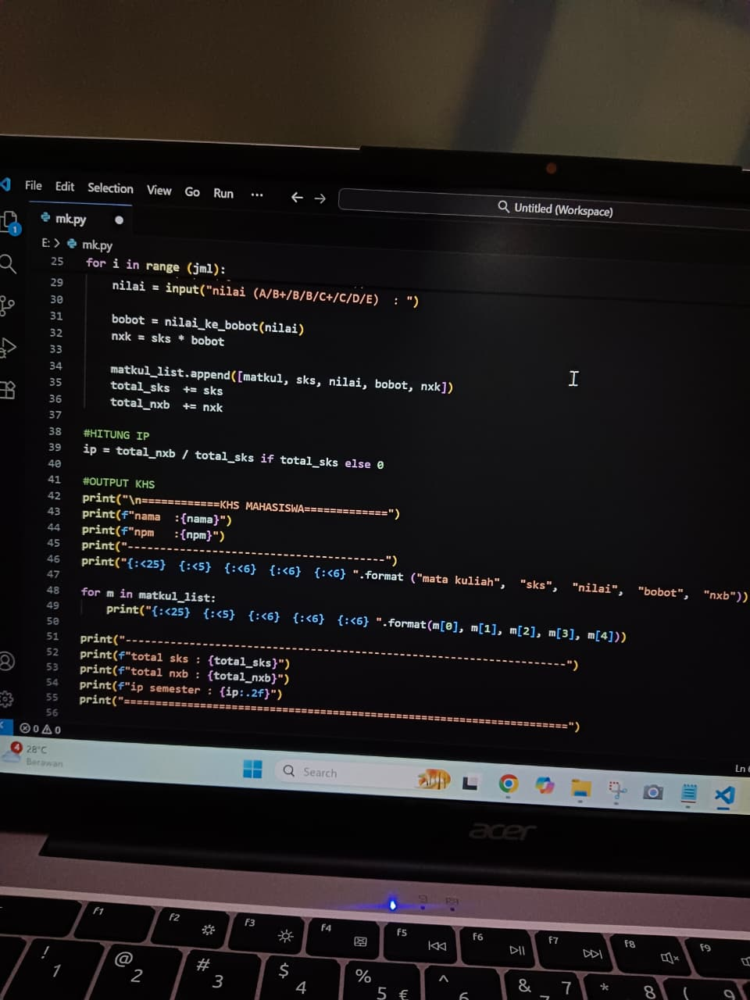 File Edit Selection View Go Run ... ← → Untitled (Workspace)
mk.py
1
E: > mk.py
25 for i in range (jml):
29 nilai = input("nilai (A/B+/B/B/C+/C/D/E)  : ")
30
31 bobot = nilai_ke_bobot(nilai)
32 nxk = sks * bobot
33
34 matkul_list.append([matkul, sks, nilai, bobot, nxk])
35 total_sks  += sks
36 total_nxb  += nxk
37
38 #HITUNG IP
39 ip = total_nxb / total_sks if total_sks else 0
40
41 #OUTPUT KHS
42 print("\n============KHS MAHASISWA=============")
43 print(f"nama  :{nama}")
44 print(f"npm   :{npm}")
45 print("---------------------------------------")
46 print("{:<25}  {:<5}  {:<6}  {:<6}  {:<6} ".format ("mata kuliah",  "sks",  "nilai",  "bobot",  "nxb"))
47
48 for m in matkul_list:
49     print("{:<25}  {:<5}  {:<6}  {:<6}  {:<6} ".format(m[0], m[1], m[2], m[3], m[4]))
50
51 print("-------------------------------------------------------------------")
52 print(f"total sks : {total_sks}")
53 print(f"total nxb : {total_nxb}")
54 print(f"ip semester : {ip:.2f}")
55 print("===================================================================")
56
0 0
Ln
4 28°C
Berawan
Search
acer
F1 F2 F3 F4 F5 F6 F7 F8 F9
! 1 @ 2 # 3 $ 4 % 5 € ^ 6 & 7 * 8 ( 9